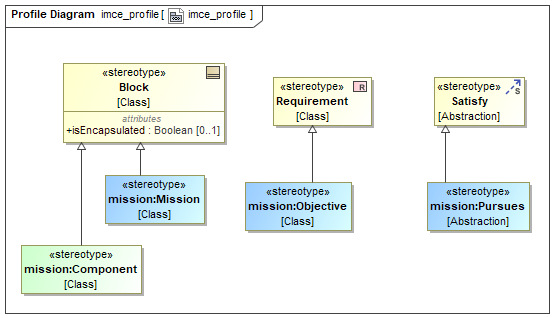 Profile Diagram imce_profile [ imce_profile ]
«stereotype»
Block
[Class]
attributes
+isEncapsulated : Boolean [0..1]
«stereotype»
R
Requirement
[Class]
«stereotype»
S
Satisfy
[Abstraction]
«stereotype»
mission:Mission
[Class]
«stereotype»
mission:Objective
[Class]
«stereotype»
mission:Pursues
[Abstraction]
«stereotype»
mission:Component
[Class]